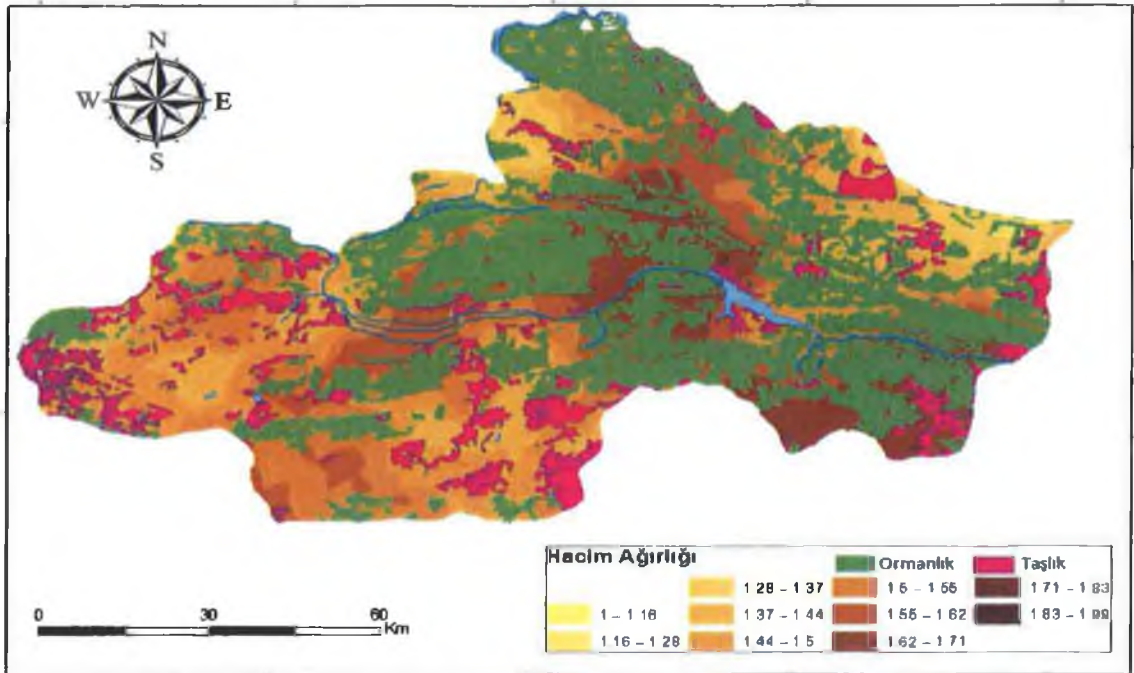 N
W E
S
Hacim Ağırlığı
Ormanlık Taşlık
1 28 – 1 37 1 5 – 1 55 1 71 – 1 83
1 – 1 16 1 37 – 1 44 1 55 – 1 62 1 83 – 1 99
1 16 – 1 28 1 44 – 1 5 1 62 – 1 71
0 30 60
Km